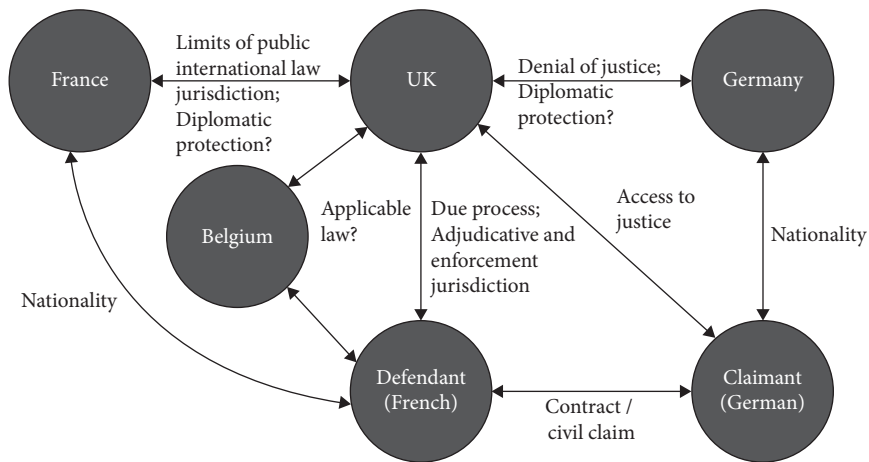 France
Limits of public
international law
jurisdiction;
Diplomatic
protection?
UK
Denial of justice;
Diplomatic
protection?
Germany
Belgium
Applicable
law?
Due process;
Adjudicative and
enforcement
jurisdiction
Access to
justice
Nationality
Nationality
Defendant
(French)
Contract /
civil claim
Claimant
(German)